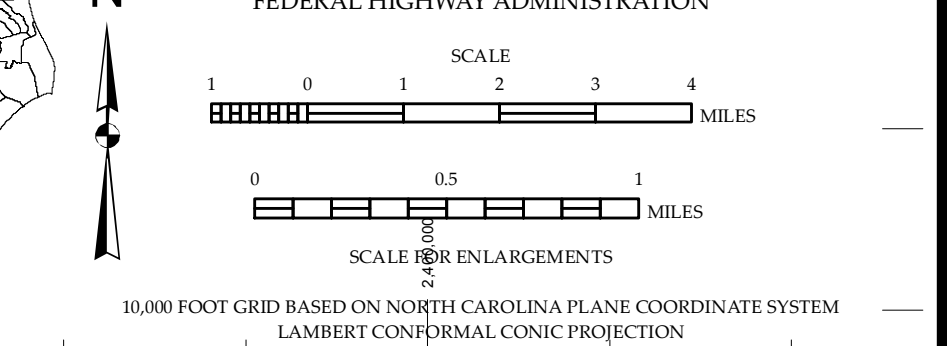 N
FEDERAL HIGHWAY ADMINISTRATION
SCALE
1 0 1 2 3 4
MILES
0 0.5 1
MILES
2,400,000
SCALE FOR ENLARGEMENTS
10,000 FOOT GRID BASED ON NORTH CAROLINA PLANE COORDINATE SYSTEM
LAMBERT CONFORMAL CONIC PROJECTION